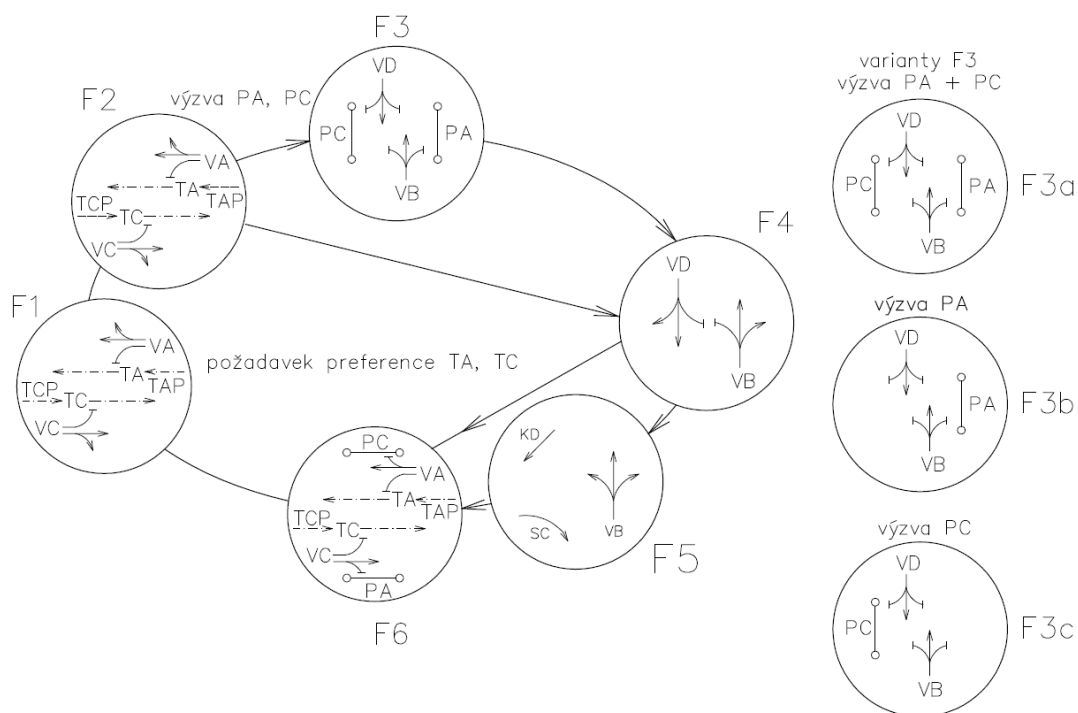 F3
VD
PC
PA
VB
výzva PA, PC
F2
VA
TA
TAP
TCP
TC
VC
F1
VA
TA
TAP
TCP
TC
VC
požadavek preference TA, TC
F4
VD
VB
KD
SC
VB
F5
PC
VA
TA
TAP
TCP
TC
VC
PA
F6
varianty F3
výzva PA + PC
VD
PC
PA
VB
F3a
výzva PA
VD
PA
VB
F3b
výzva PC
VD
PC
VB
F3c